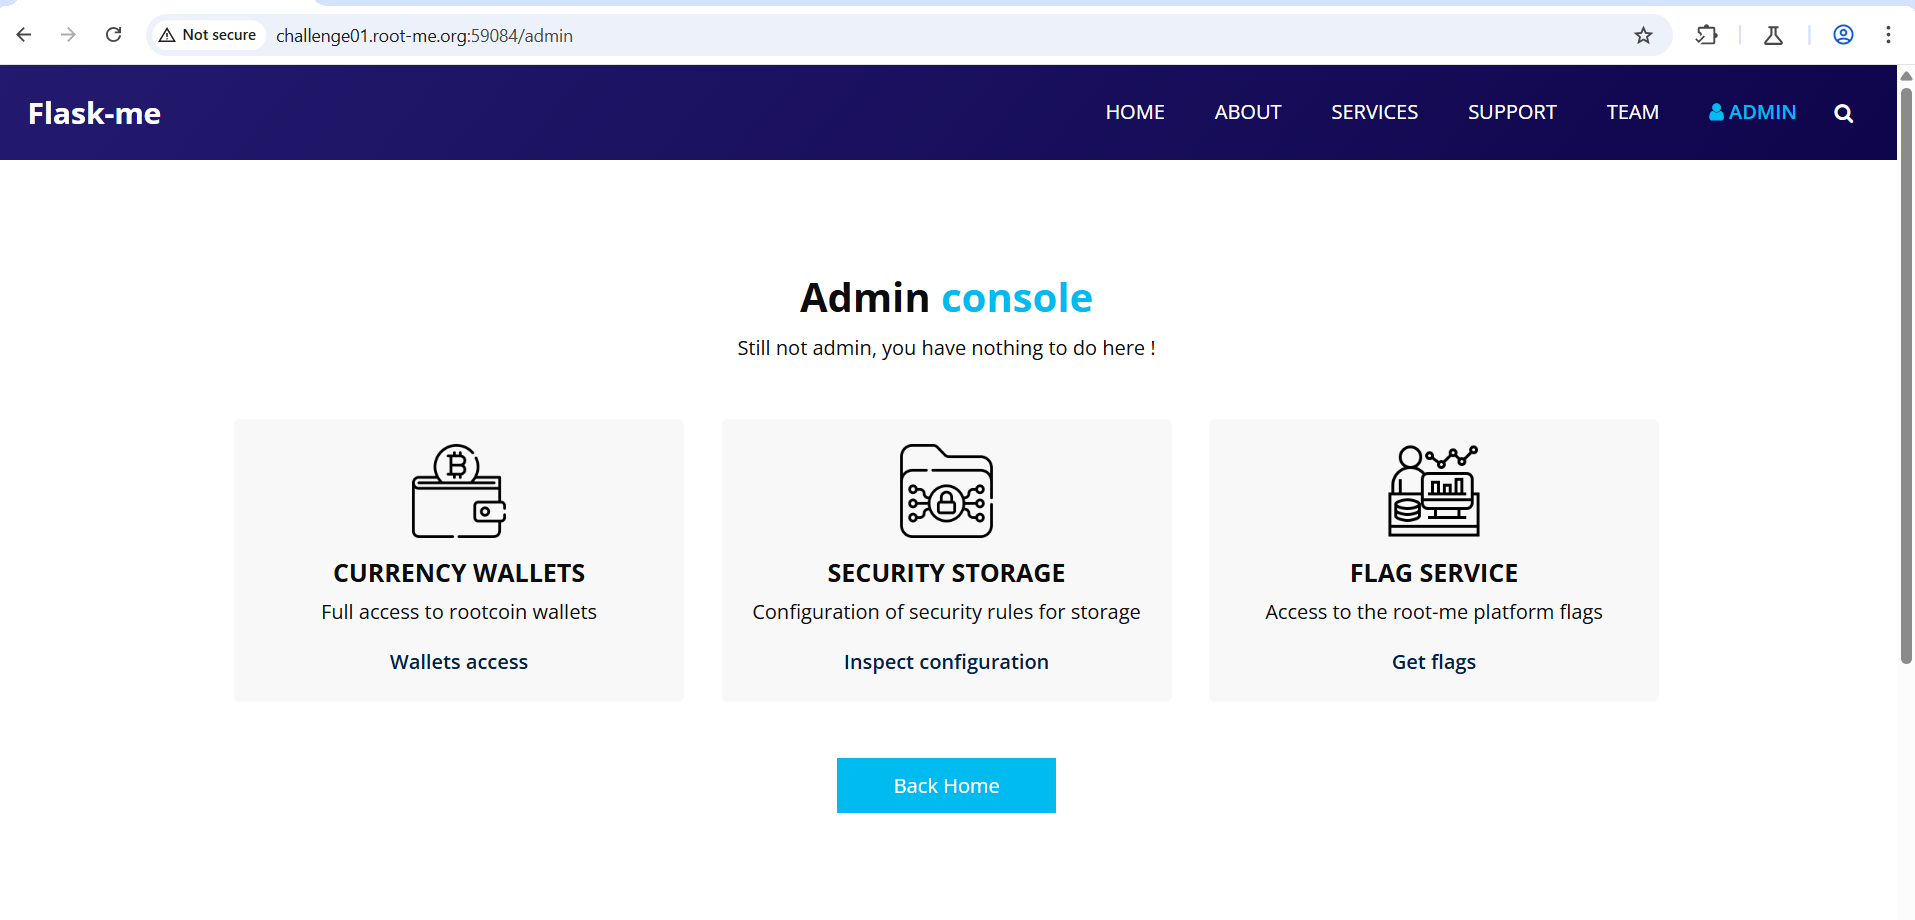 Not secure challenge01.root-me.org:59084/admin
Flask-me HOME ABOUT SERVICES SUPPORT TEAM ADMIN
Admin console
Still not admin, you have nothing to do here !
CURRENCY WALLETS
Full access to rootcoin wallets
Wallets access
SECURITY STORAGE
Configuration of security rules for storage
Inspect configuration
FLAG SERVICE
Access to the root-me platform flags
Get flags
Back Home